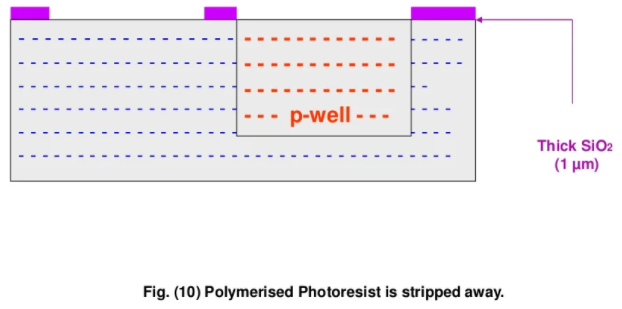 - - - p-well - - -
Thick SiO2
(1 µm)
Fig. (10) Polymerised Photoresist is stripped away.